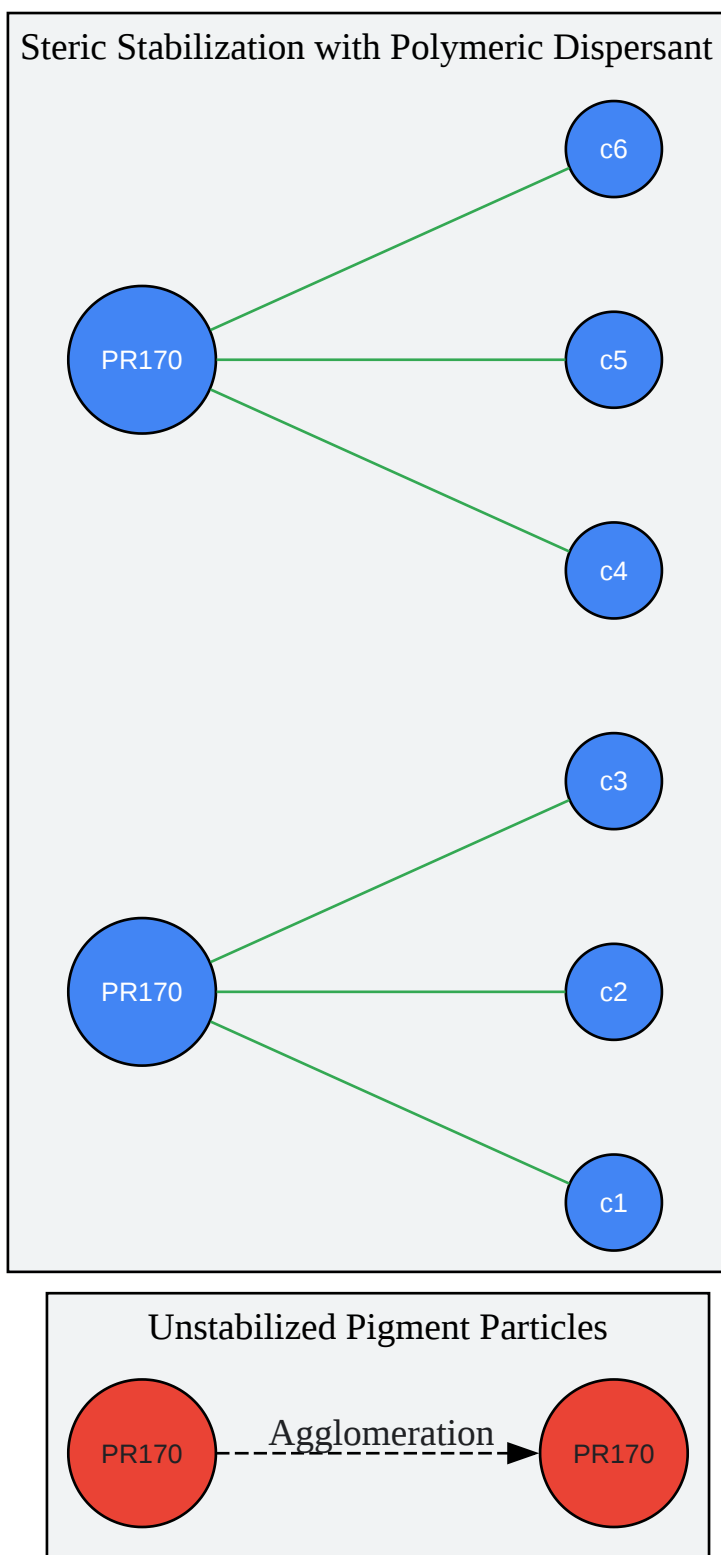 Steric Stabilization with Polymeric Dispersant
c6
PR170
c5
c4
c3
PR170
c2
c1
Unstabilized Pigment Particles
PR170
Agglomeration
PR170